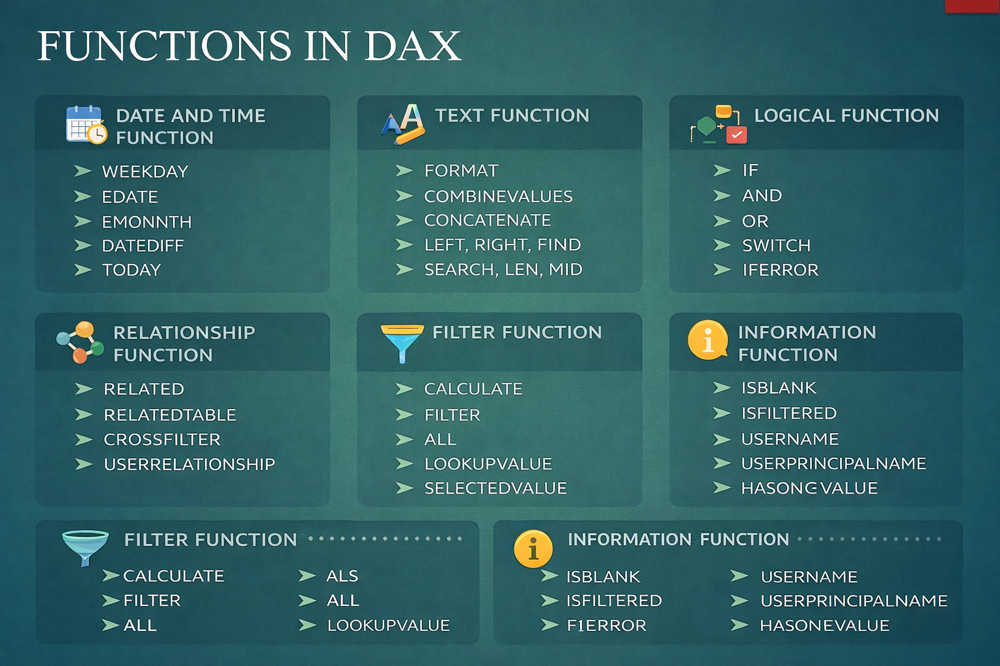 FUNCTIONS IN DAX
DATE AND TIME
FUNCTION
WEEKDAY
EDATE
EMONNTH
DATEDIFF
TODAY
TEXT FUNCTION
FORMAT
COMBINEVALUES
CONCATENATE
LEFT, RIGHT, FIND
SEARCH, LEN, MID
LOGICAL FUNCTION
IF
AND
OR
SWITCH
IFERROR
RELATIONSHIP
FUNCTION
RELATED
RELATEDTABLE
CROSSFILTER
USERRELATIONSHIP
FILTER FUNCTION
CALCULATE
FILTER
ALL
LOOKUPVALUE
SELECTEDVALUE
INFORMATION
FUNCTION
ISBLANK
ISFILTERED
USERNAME
USERPRINCIPALNAME
HASONGVALUE
FILTER FUNCTION
CALCULATE
FILTER
ALL
ALS
ALL
LOOKUPVALUE
INFORMATION FUNCTION
ISBLANK
ISFILTERED
F1ERROR
USERNAME
USERPRINCIPALNAME
HASONEVALUE